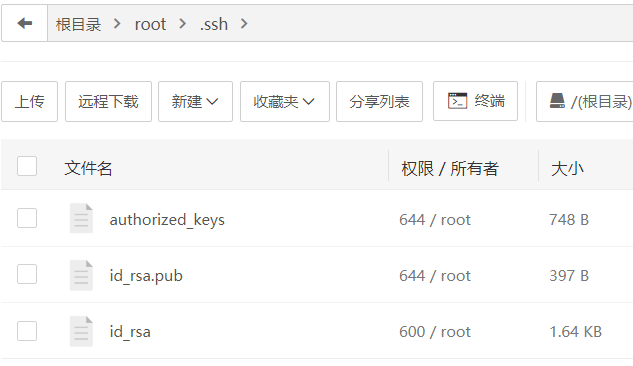 根目录 root .ssh
上传 远程下载 新建 收藏夹 分享列表 终端 /(根目录)
文件名 权限 / 所有者 大小
authorized_keys 644 / root 748 B
id_rsa.pub 644 / root 397 B
id_rsa 600 / root 1.64 KB